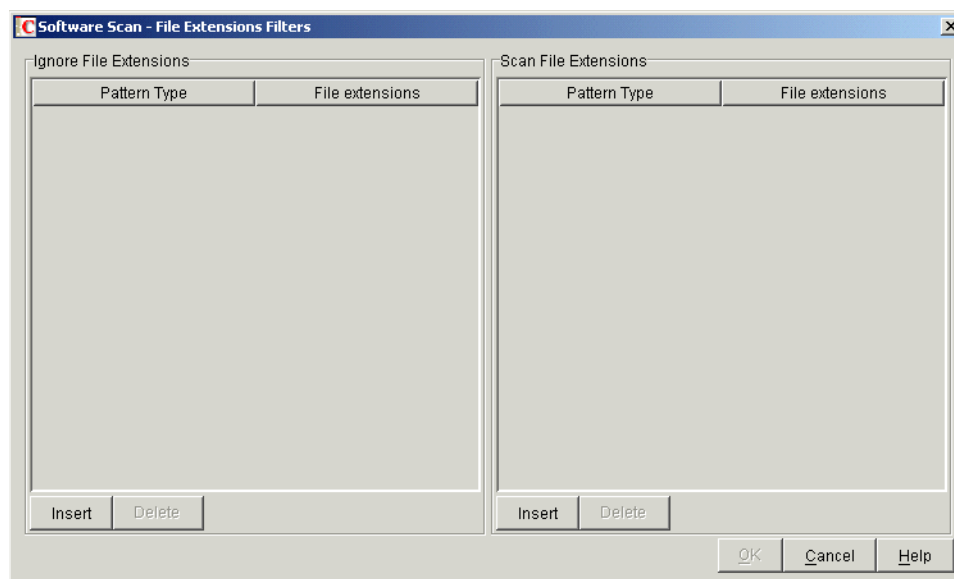 Software Scan - File Extensions Filters
Ignore File Extensions
Pattern Type File extensions
Insert Delete
Scan File Extensions
Pattern Type File extensions
Insert Delete
OK Cancel Help